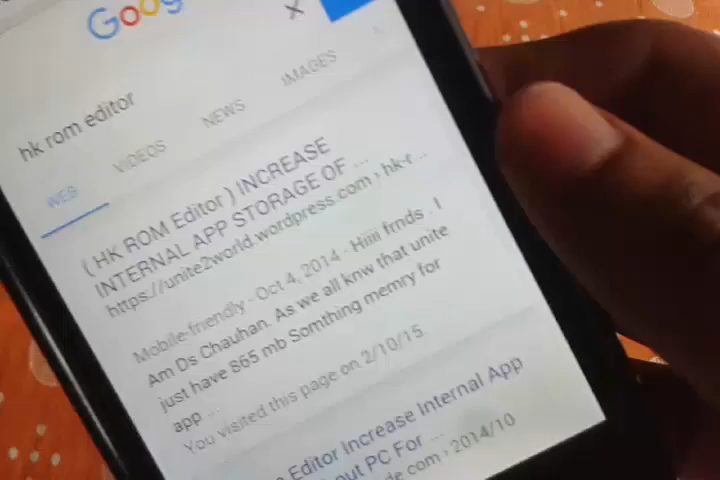 Goog
hk rom editor
WEB VIDEOS NEWS IMAGES
( HK ROM Editor ) INCREASE
INTERNAL APP STORAGE OF ...
https://unite2world.wordpress.com › hk-r...
Mobile-friendly - Oct 4, 2014 - Hiiii frnds . I
Am Ds Chauhan. As we all knw that unite
just have 865 mb Somthing memry for
app ...
You visited this page on 2/10/15.
Editor Increase Internal App
out PC For ...
de.com › 2014/10